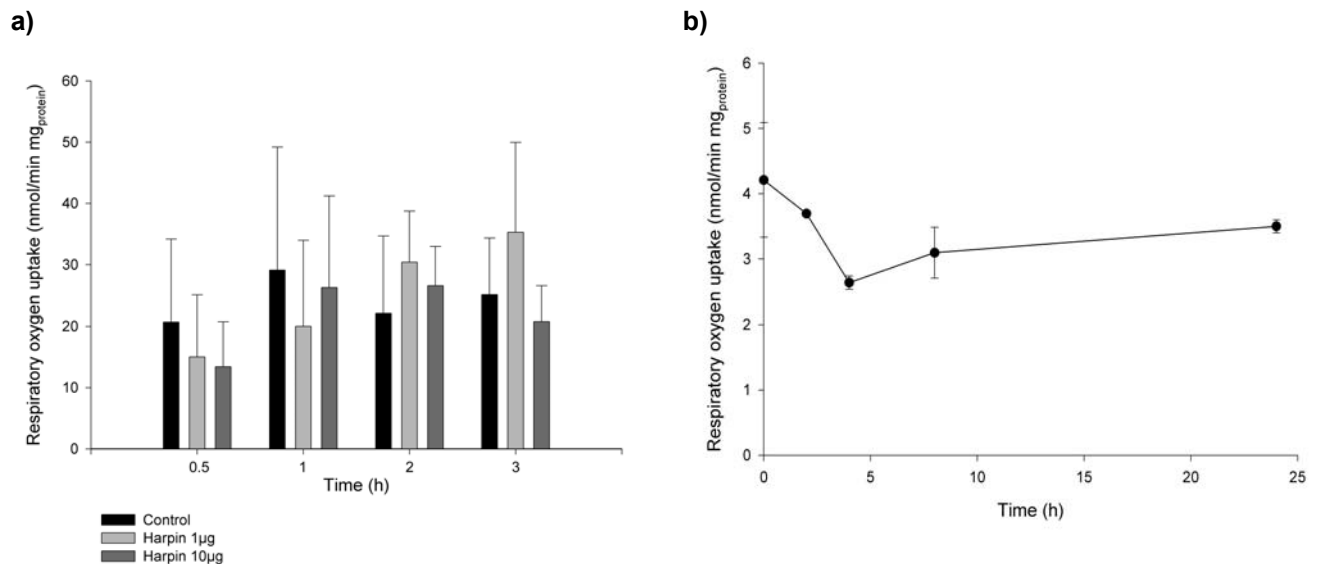 a)
Respiratory oxygen uptake (nmol/min mgprotein)
60
50
40
30
20
10
0
0.5 1 2 3
Time (h)
Control
Harpin 1µg
Harpin 10µg
b)
Respiratory oxygen uptake (nmol/min mgprotein)
6
5
4
3
2
1
0
0 5 10 15 20 25
Time (h)